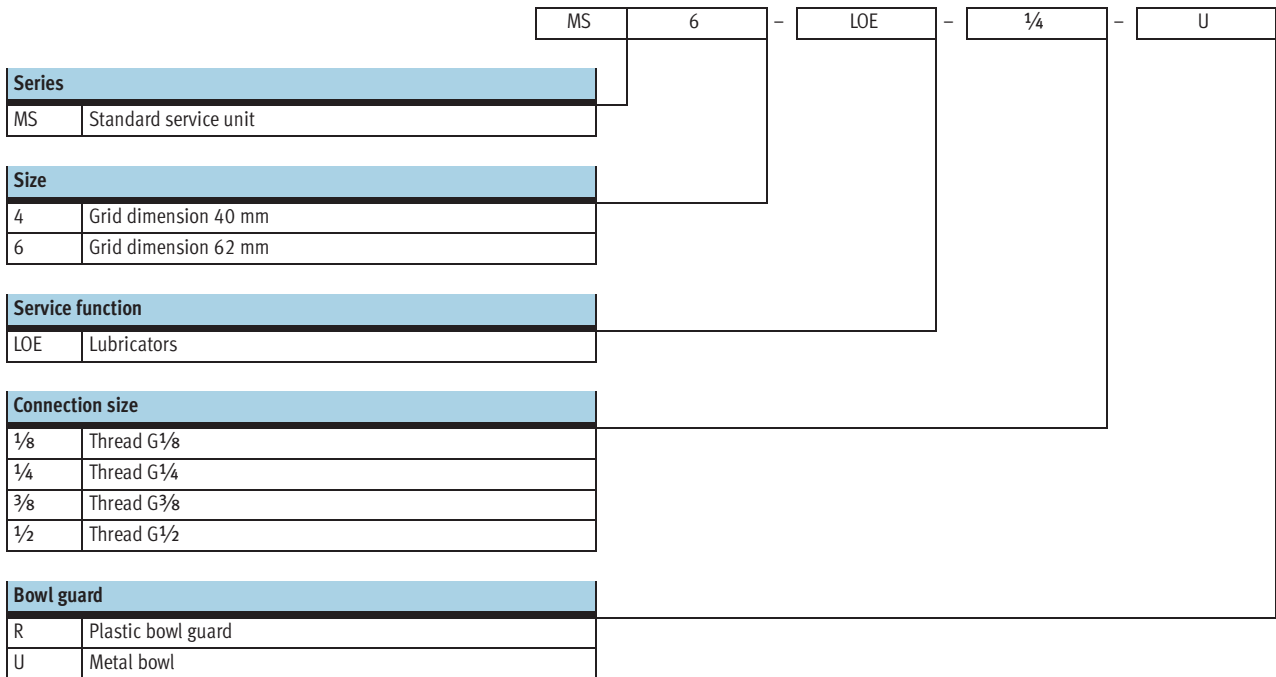 MS 6 – LOE – ¼ – U
Series
MS Standard service unit
Size
4 Grid dimension 40 mm
6 Grid dimension 62 mm
Service function
LOE Lubricators
Connection size
⅛ Thread G⅛
¼ Thread G¼
⅜ Thread G⅜
½ Thread G½
Bowl guard
R Plastic bowl guard
U Metal bowl